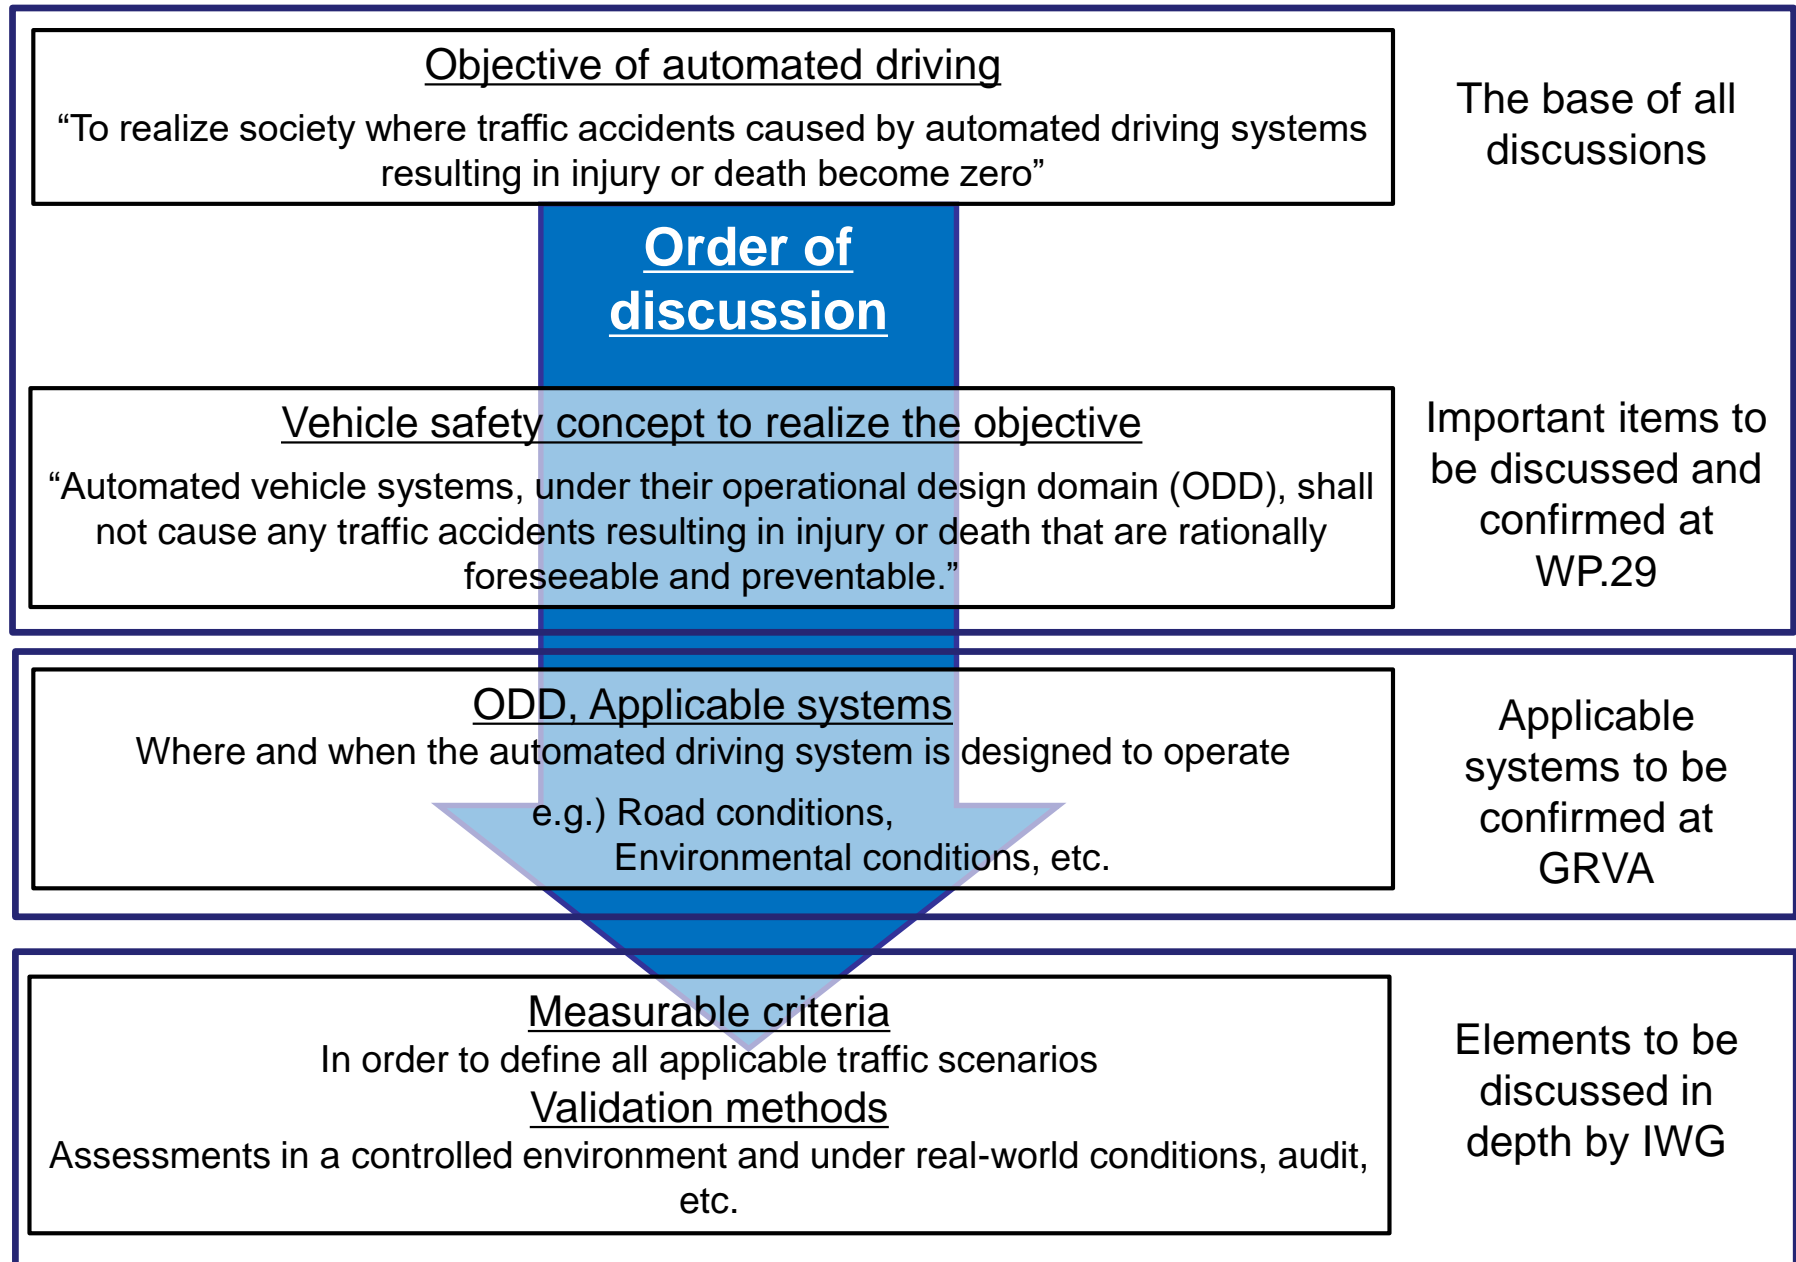 Objective of automated driving
“To realize society where traffic accidents caused by automated driving systems
resulting in injury or death become zero”
The base of all
discussions
Order of
discussion
Vehicle safety concept to realize the objective
“Automated vehicle systems, under their operational design domain (ODD), shall
not cause any traffic accidents resulting in injury or death that are rationally
foreseeable and preventable.”
Important items to
be discussed and
confirmed at
WP.29
ODD, Applicable systems
Where and when the automated driving system is designed to operate
e.g.) Road conditions,
Environmental conditions, etc.
Applicable
systems to be
confirmed at
GRVA
Measurable criteria
In order to define all applicable traffic scenarios
Validation methods
Assessments in a controlled environment and under real-world conditions, audit,
etc.
Elements to be
discussed in
depth by IWG